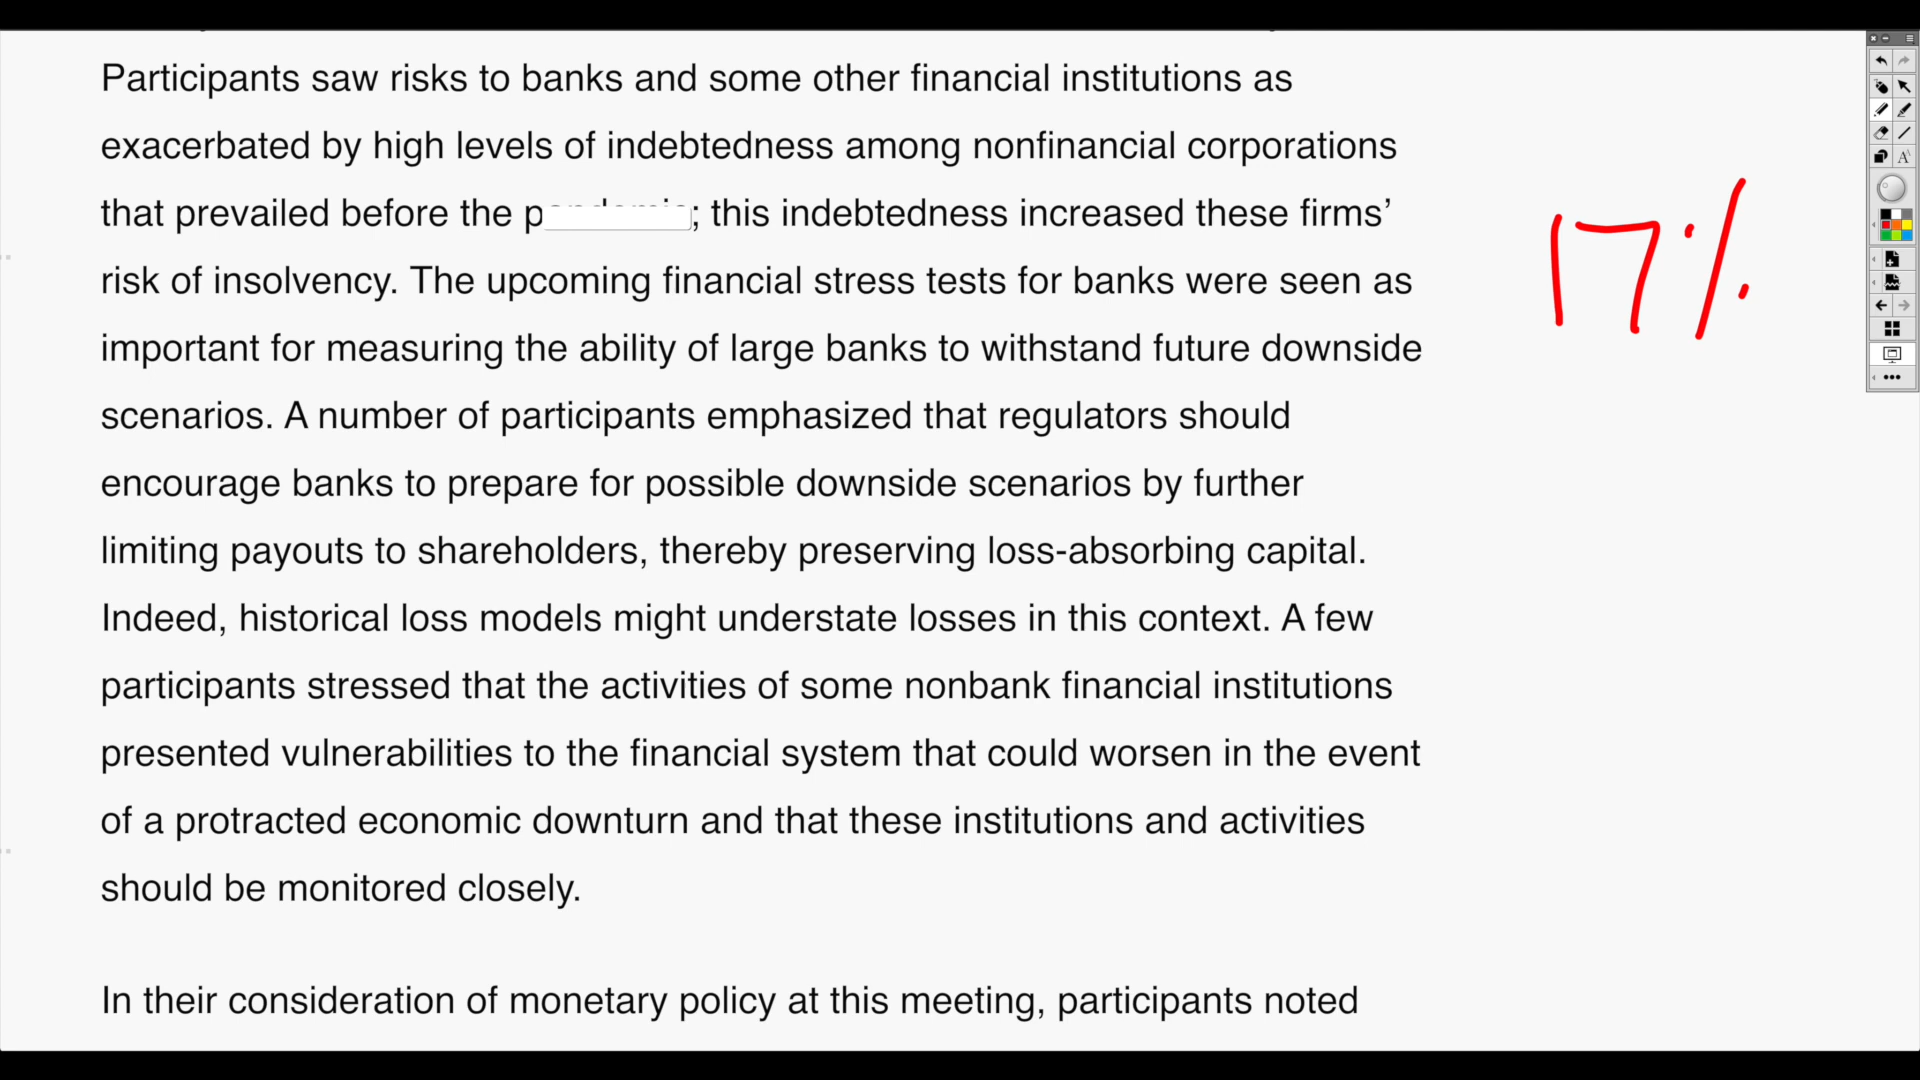 Participants saw risks to banks and some other financial institutions as
exacerbated by high levels of indebtedness among nonfinancial corporations
that prevailed before the p; this indebtedness increased these firms’
risk of insolvency. The upcoming financial stress tests for banks were seen as
important for measuring the ability of large banks to withstand future downside
scenarios. A number of participants emphasized that regulators should
encourage banks to prepare for possible downside scenarios by further
limiting payouts to shareholders, thereby preserving loss-absorbing capital.
Indeed, historical loss models might understate losses in this context. A few
participants stressed that the activities of some nonbank financial institutions
presented vulnerabilities to the financial system that could worsen in the event
of a protracted economic downturn and that these institutions and activities
should be monitored closely.
In their consideration of monetary policy at this meeting, participants noted
17%